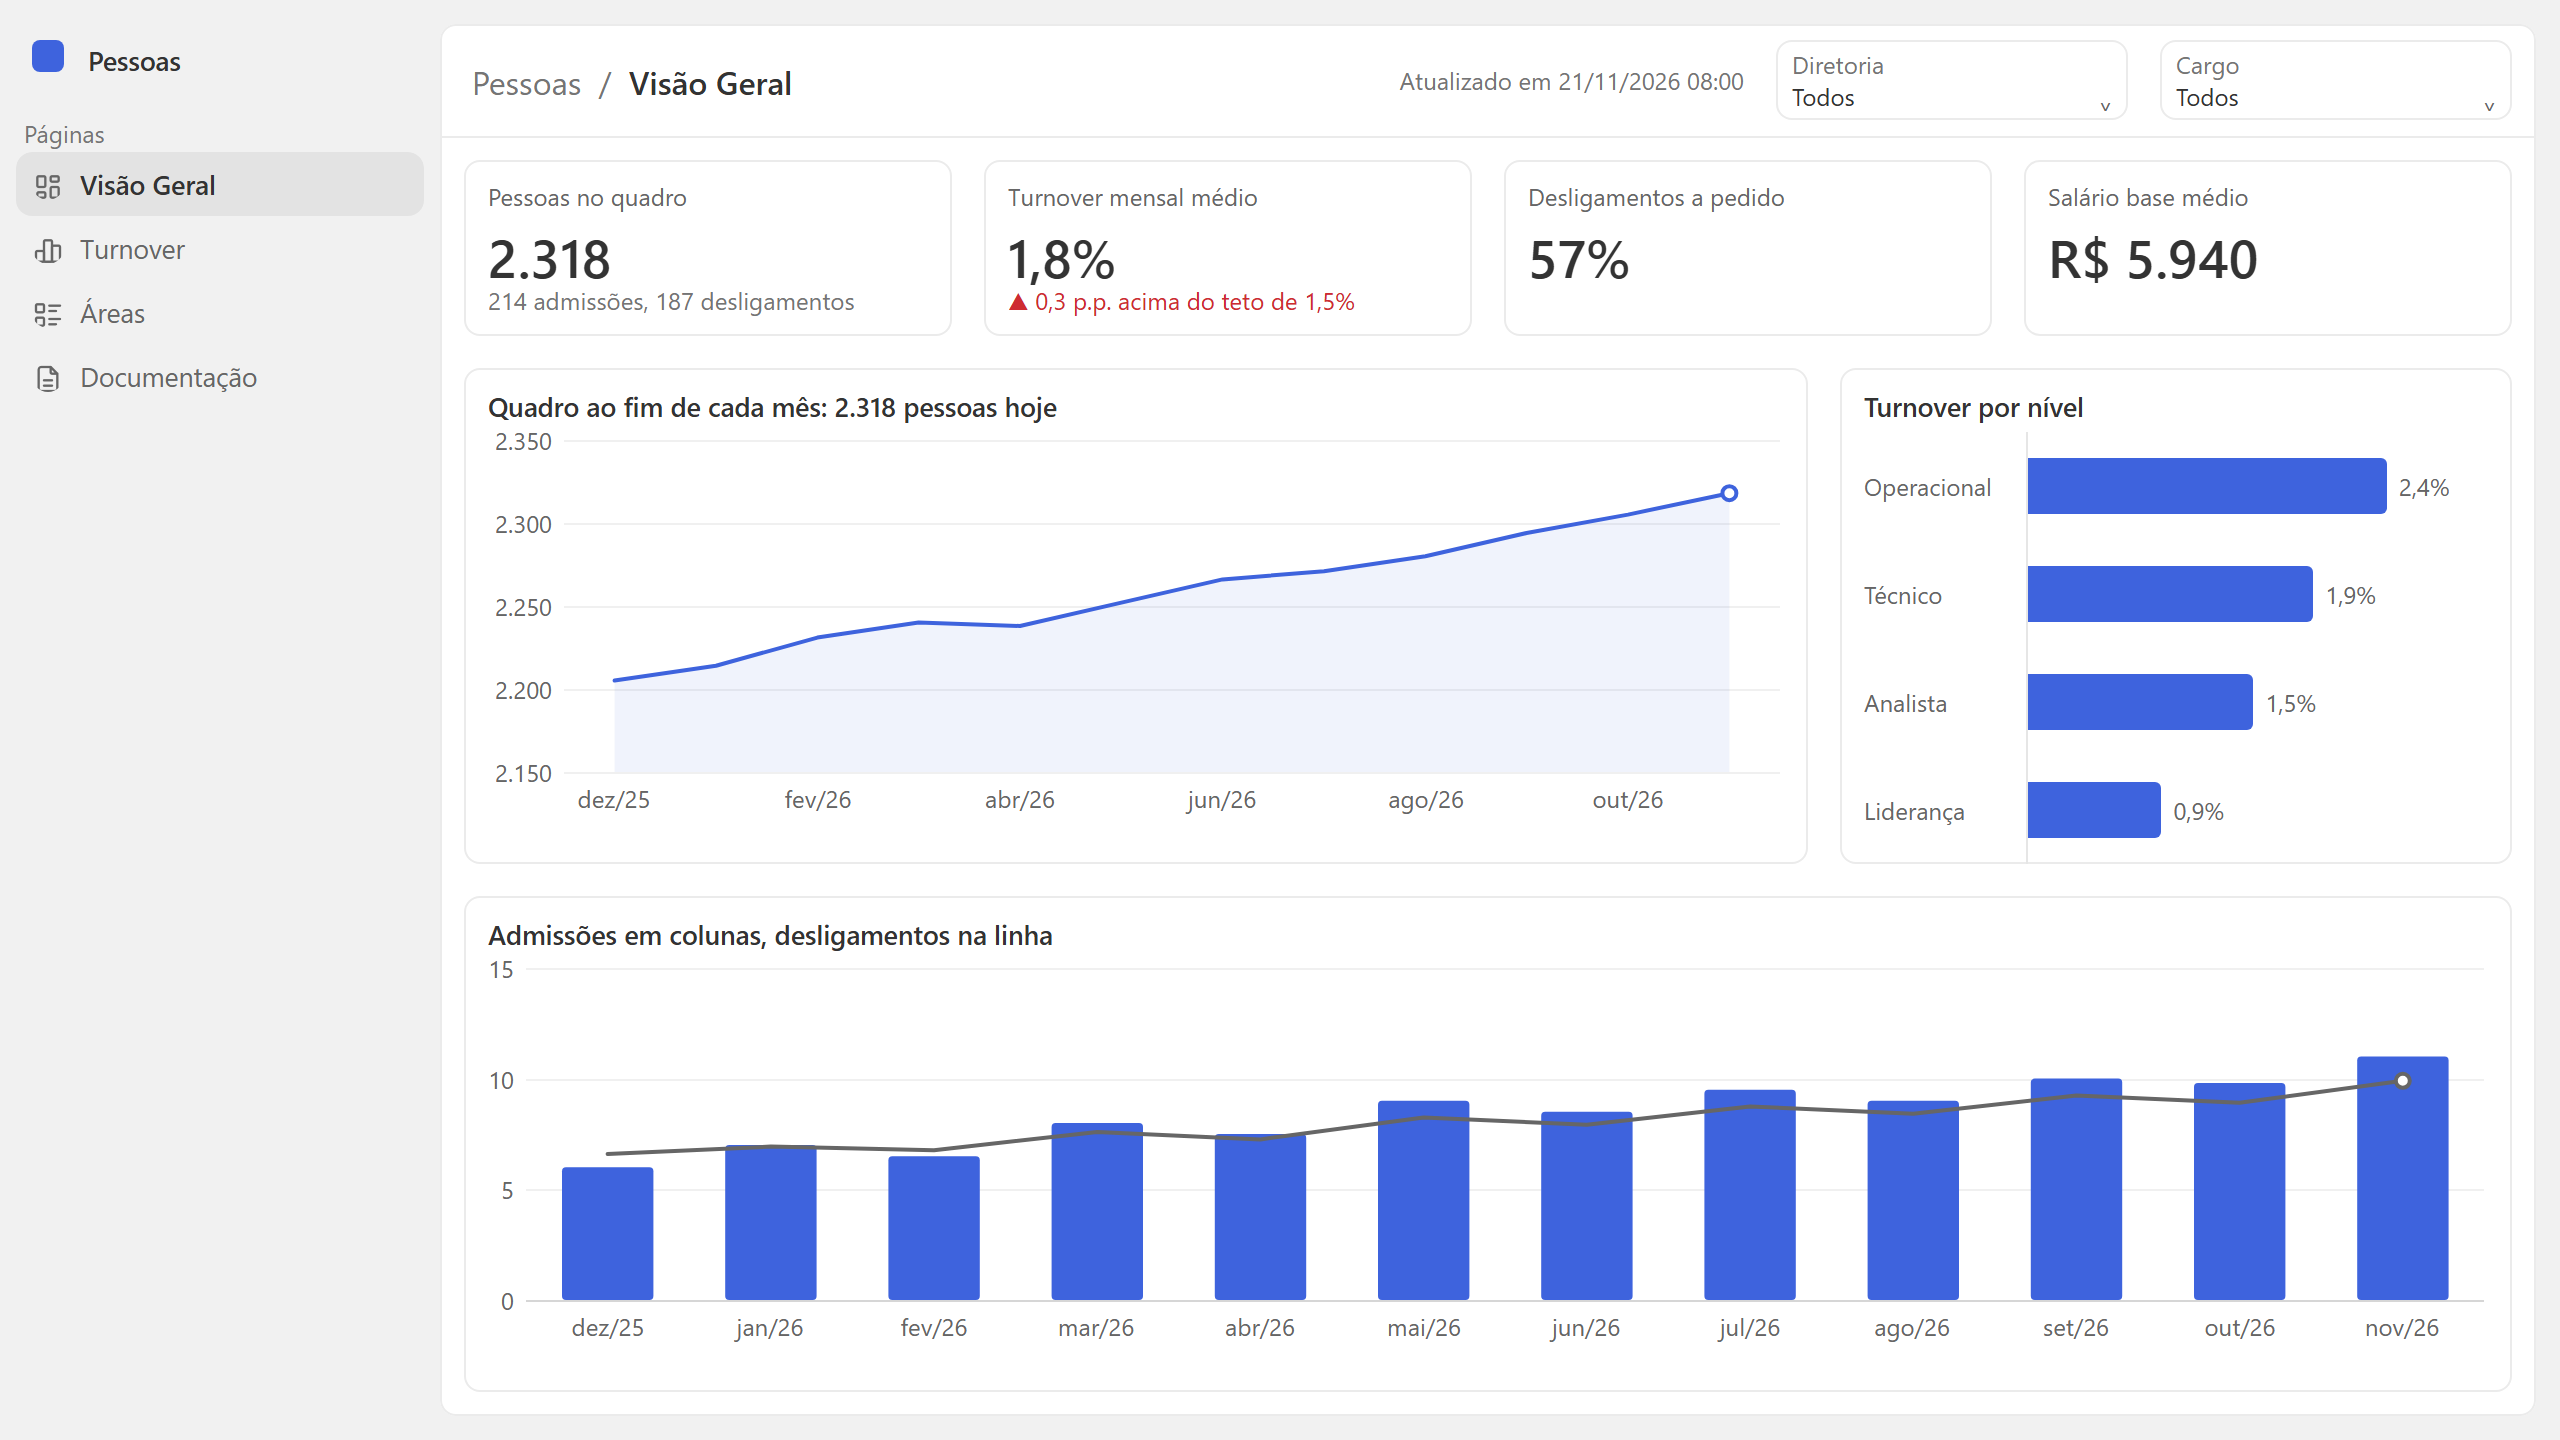 Pessoas
Páginas
Visão Geral
Turnover
Áreas
Documentação
Pessoas / Visão Geral
Atualizado em 21/11/2026 08:00
Diretoria
Todos
Cargo
Todos
Pessoas no quadro
2.318
214 admissões, 187 desligamentos
Turnover mensal médio
1,8%
▲ 0,3 p.p. acima do teto de 1,5%
Desligamentos a pedido
57%
Salário base médio
R$ 5.940
Quadro ao fim de cada mês: 2.318 pessoas hoje
2.350
2.300
2.250
2.200
2.150
dez/25 fev/26 abr/26 jun/26 ago/26 out/26
Turnover por nível
Operacional 2,4%
Técnico 1,9%
Analista 1,5%
Liderança 0,9%
Admissões em colunas, desligamentos na linha
15
10
5
0
dez/25 jan/26 fev/26 mar/26 abr/26 mai/26 jun/26 jul/26 ago/26 set/26 out/26 nov/26